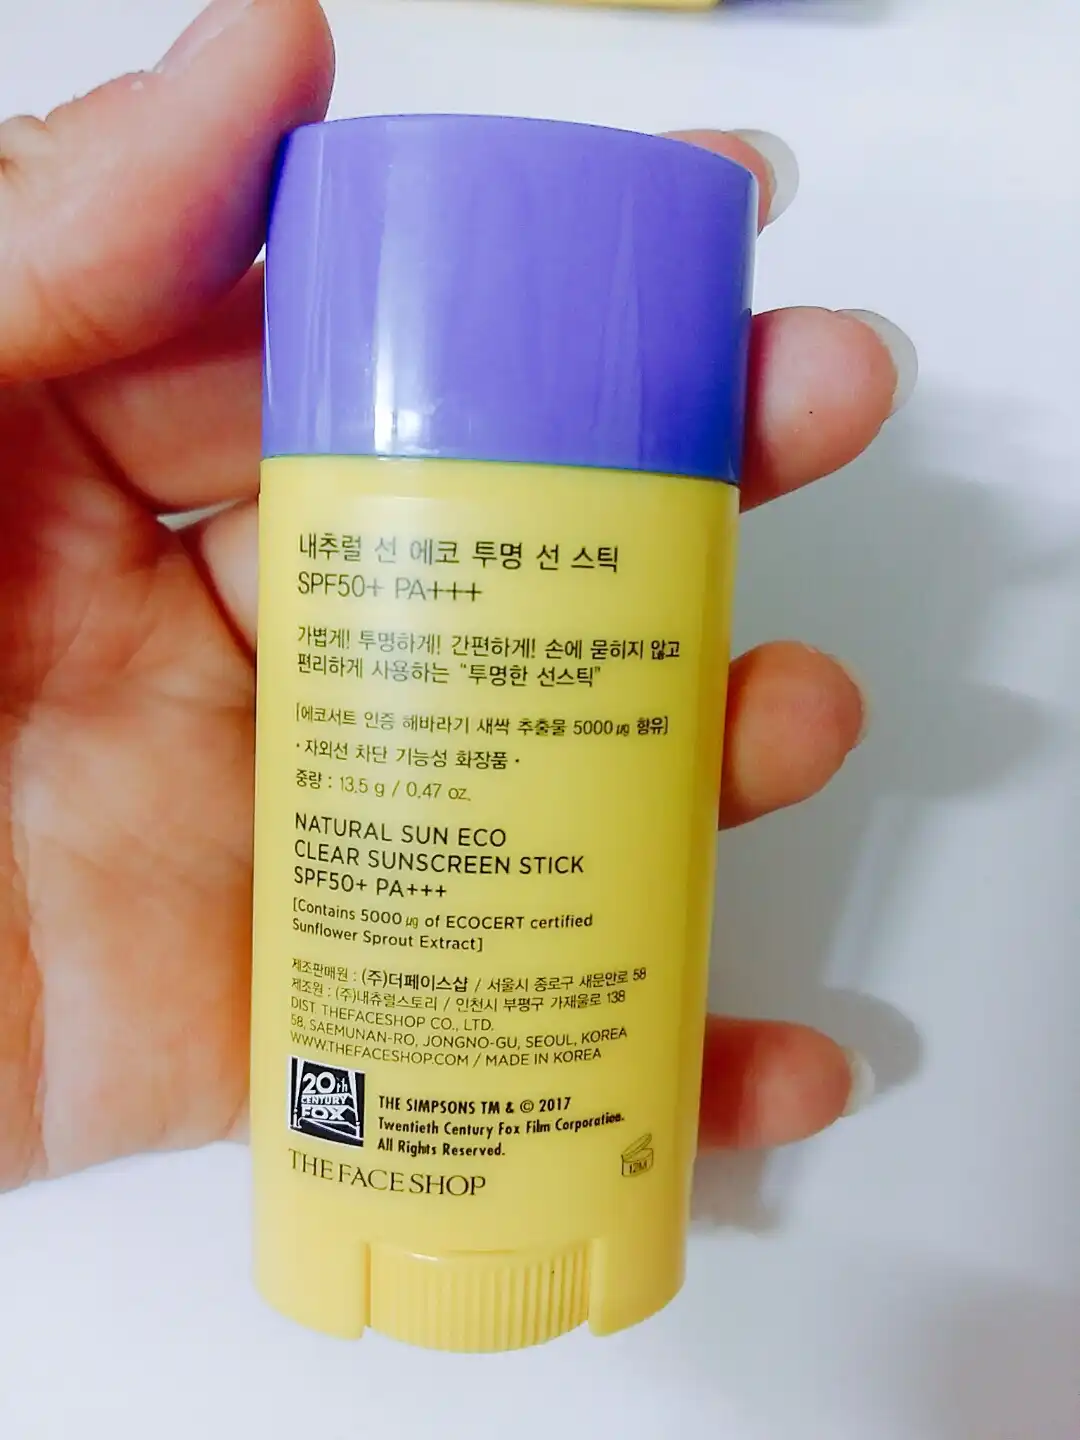 내추럴 선 에코 투명 선 스틱
SPF50+ PA+++
가볍게! 투명하게! 간편하게! 손에 묻히지 않고
편리하게 사용하는 “투명한 선스틱”
[에코서트 인증 해바라기 새싹 추출물 5000㎍ 함유]
· 자외선 차단 기능성 화장품 ·
중량 : 13.5 g / 0.47 oz.
NATURAL SUN ECO
CLEAR SUNSCREEN STICK
SPF50+ PA+++
[Contains 5000㎍ of ECOCERT certified
Sunflower Sprout Extract]
제조판매원 : (주)더페이스샵 / 서울시 종로구 새문안로 58
제조원 : (주)내츄럴스토리 / 인천시 부평구 가재울로 138
DIST. THEFACESHOP CO., LTD.
58, SAEMUNAN-RO, JONGNO-GU, SEOUL, KOREA
WWW.THEFACESHOP.COM / MADE IN KOREA
20th
CENTURY
FOX
THE SIMPSONS TM & © 2017
Twentieth Century Fox Film Corporation.
All Rights Reserved.
12M
THE FACE SHOP